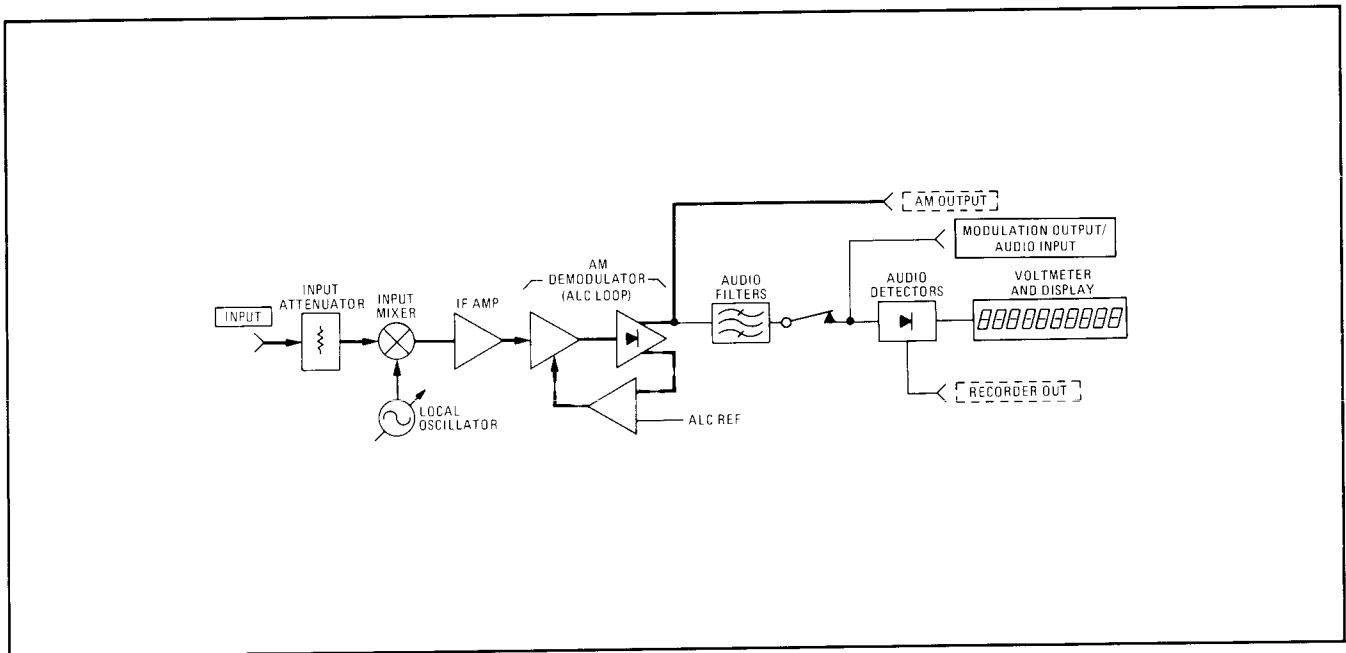 AM OUTPUT
MODULATION OUTPUT/
AUDIO INPUT
AM
DEMODULATOR
(ALC LOOP)
AUDIO
FILTERS
AUDIO
DETECTORS
VOLTMETER
AND DISPLAY
INPUT
INPUT
ATTENUATOR
INPUT
MIXER
IF AMP
LOCAL
OSCILLATOR
ALC REF
RECORDER OUT